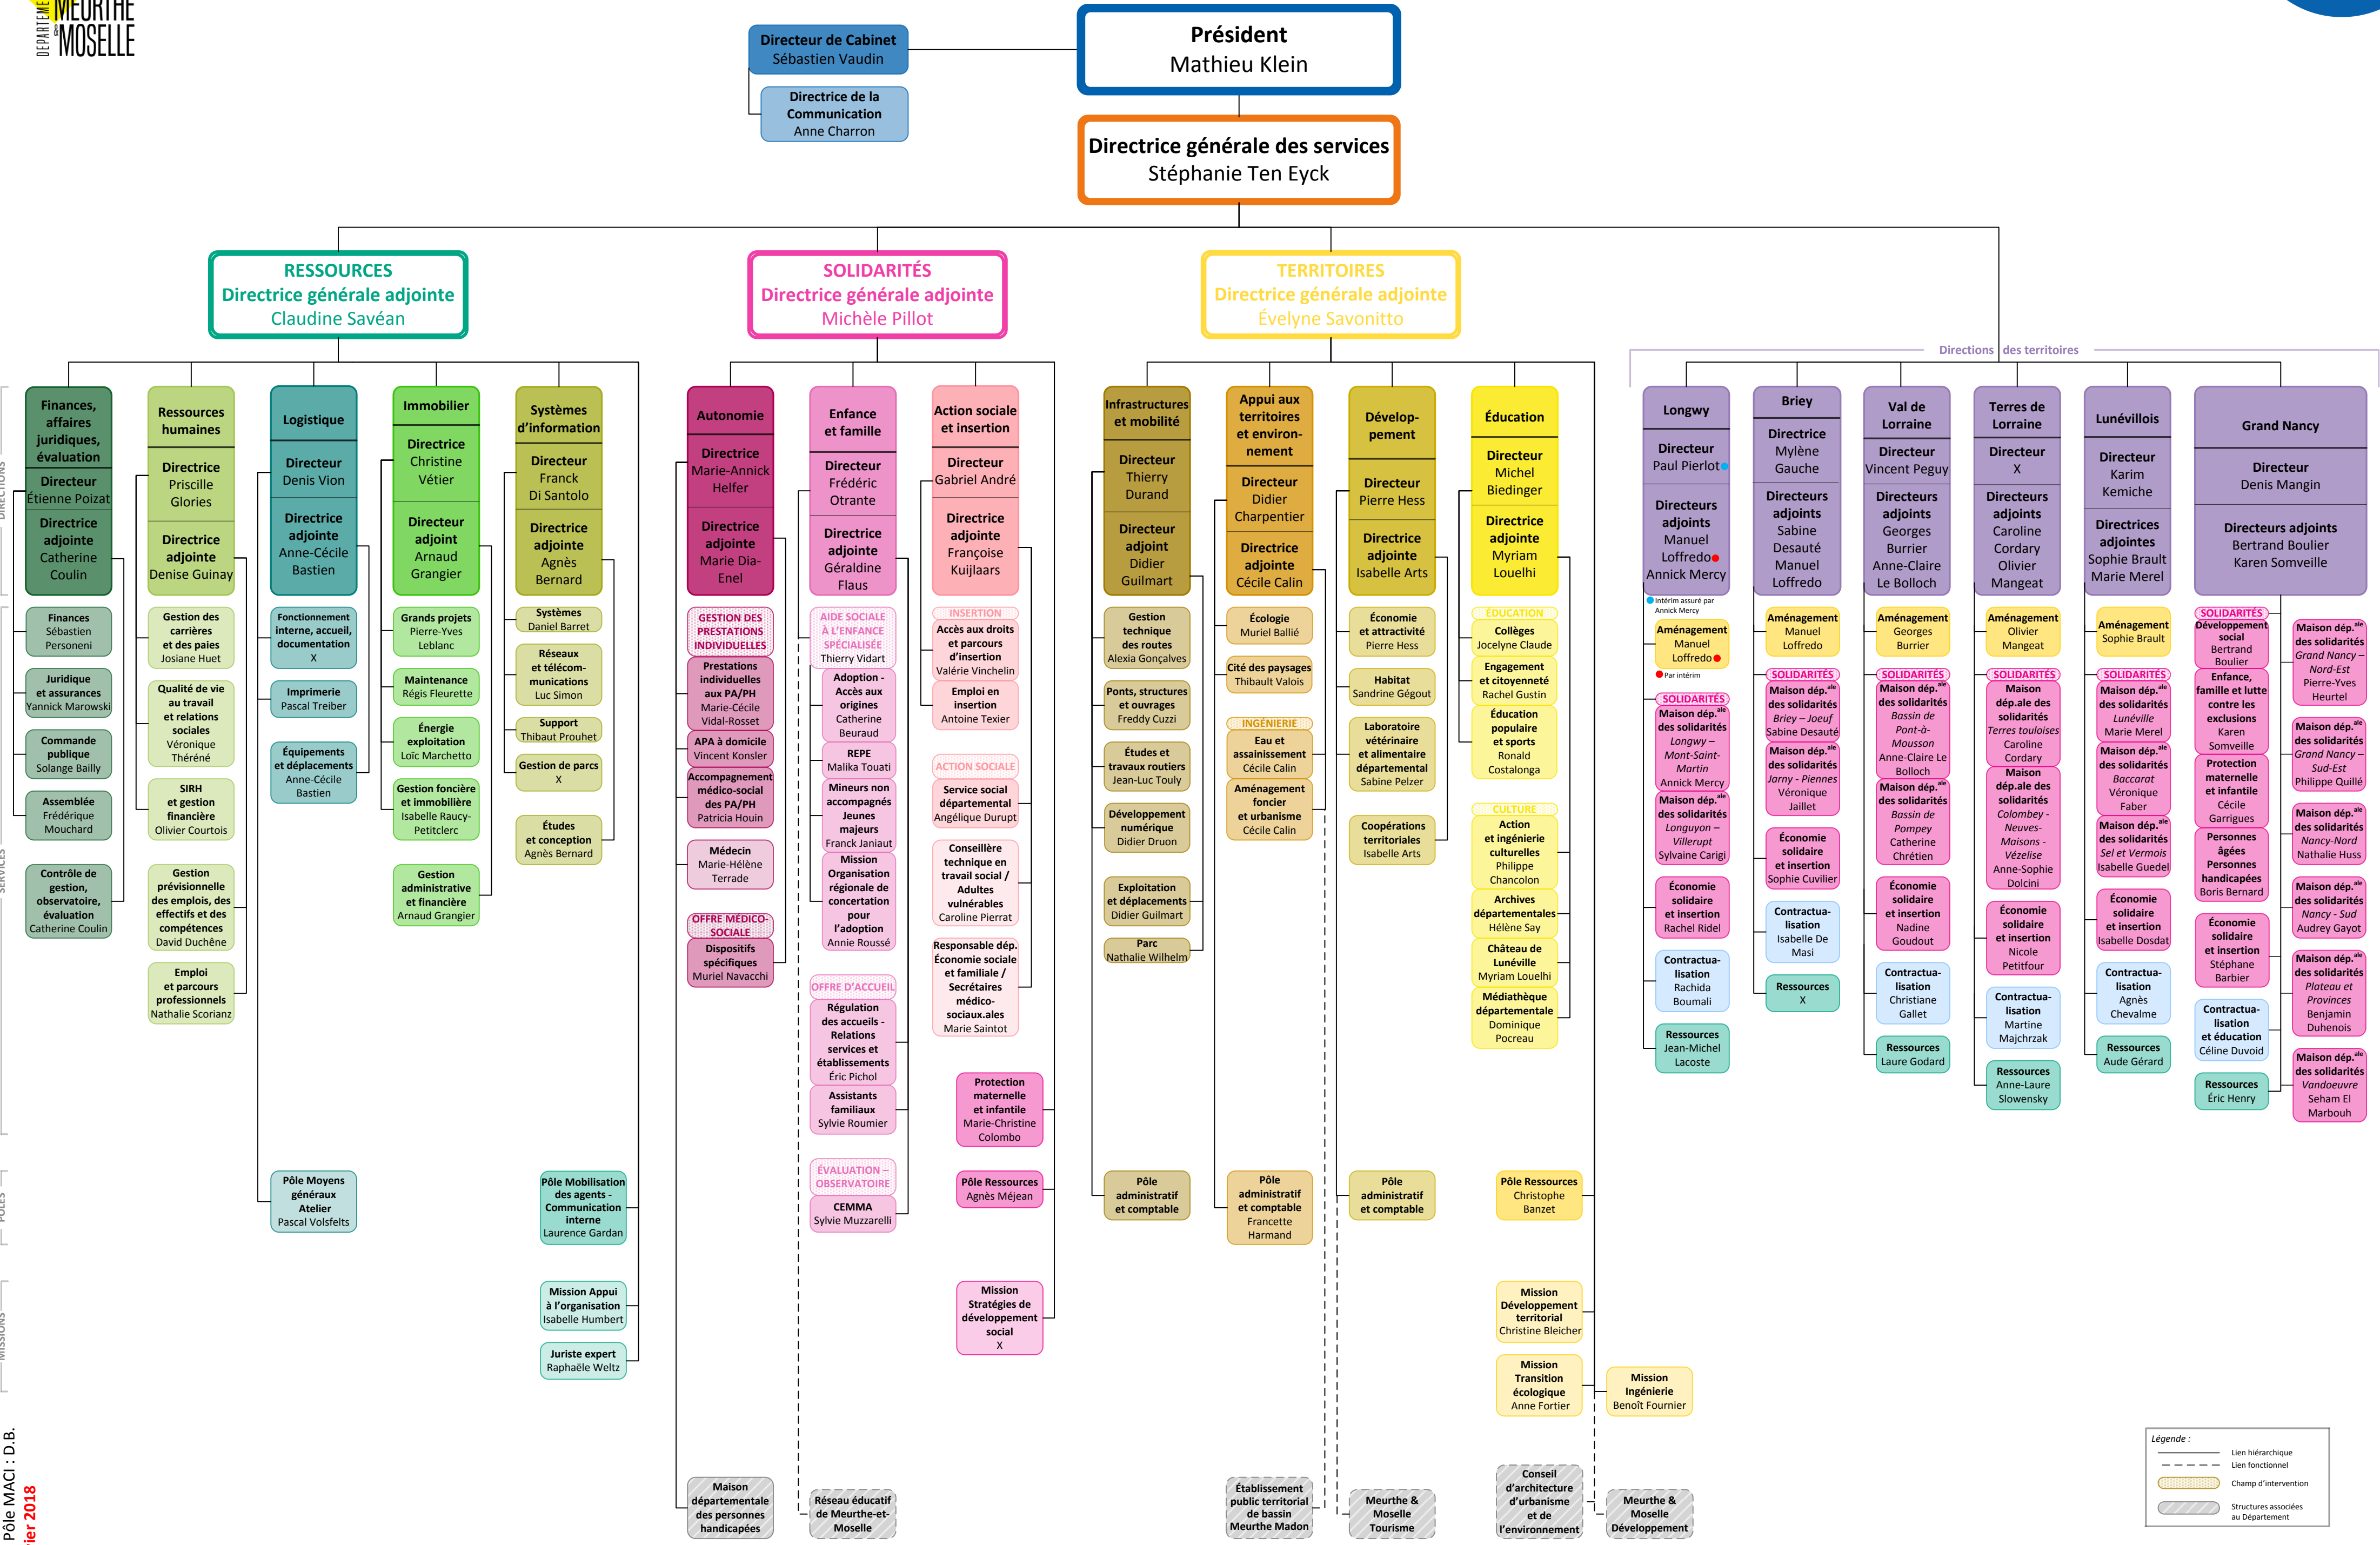 DEPARTEME
MEURTHE
& MOSELLE
Directeur de Cabinet
Sébastien Vaudin
Directrice de la
Communication
Anne Charron
Président
Mathieu Klein
Directrice générale des services
Stéphanie Ten Eyck
RESSOURCES
Directrice générale adjointe
Claudine Savéan
SOLIDARITÉS
Directrice générale adjointe
Michèle Pillot
TERRITOIRES
Directrice générale adjointe
Évelyne Savonitto
Directions des territoires
DIRECTIONS
SERVICES
PÔLES
MISSIONS
Finances,
affaires
juridiques,
évaluation
Directeur
Étienne Poizat
Directrice
adjointe
Catherine
Coulin
Finances
Sébastien
Personeni
Juridique
et assurances
Yannick Marowski
Commande
publique
Solange Bailly
Assemblée
Frédérique
Mouchard
Contrôle de
gestion,
observatoire,
évaluation
Catherine Coulin
Ressources
humaines
Directrice
Priscille
Glories
Directrice
adjointe
Denise Guinay
Gestion des
carrières
et des paies
Josiane Huet
Qualité de vie
au travail
et relations
sociales
Véronique
Théréné
SIRH
et gestion
financière
Olivier Courtois
Gestion
prévisionnelle
des emplois, des
effectifs et des
compétences
David Duchêne
Emploi
et parcours
professionnels
Nathalie Scorianz
Logistique
Directeur
Denis Vion
Directrice
adjointe
Anne-Cécile
Bastien
Fonctionnement
interne, accueil,
documentation
X
Imprimerie
Pascal Treiber
Équipements
et déplacements
Anne-Cécile
Bastien
Pôle Moyens
généraux
Atelier
Pascal Volsfelts
Immobilier
Directrice
Christine
Vétier
Directeur
adjoint
Arnaud
Grangier
Grands projets
Pierre-Yves
Leblanc
Maintenance
Régis Fleurette
Énergie
exploitation
Loïc Marchetto
Gestion foncière
et immobilière
Isabelle Raucy-
Petitclerc
Gestion
administrative
et financière
Arnaud Grangier
Systèmes
d'information
Directeur
Franck
Di Santolo
Directrice
adjointe
Agnès
Bernard
Systèmes
Daniel Barret
Réseaux
et télécom-
munications
Luc Simon
Support
Thibaut Prouhet
Gestion de parcs
X
Études
et conception
Agnès Bernard
Pôle Mobilisation
des agents -
Communication
interne
Laurence Gardan
Mission Appui
à l'organisation
Isabelle Humbert
Juriste expert
Raphaële Weltz
Autonomie
Directrice
Marie-Annick
Helfer
Directrice
adjointe
Marie Dia-
Enel
GESTION DES
PRESTATIONS
INDIVIDUELLES
Prestations
individuelles
aux PA/PH
Marie-Cécile
Vidal-Rosset
APA à domicile
Vincent Konsler
Accompagnement
médico-social
des PA/PH
Patricia Houin
Médecin
Marie-Hélène
Terrade
OFFRE MÉDICO-
SOCIALE
Dispositifs
spécifiques
Muriel Navacchi
Maison
départementale
des personnes
handicapées
Enfance
et famille
Directeur
Frédéric
Otrante
Directrice
adjointe
Géraldine
Flaus
AIDE SOCIALE
À L'ENFANCE
SPÉCIALISÉE
Thierry Vidart
Adoption -
Accès aux
origines
Catherine
Beuraud
REPE
Malika Touati
Mineurs non
accompagnés
Jeunes
majeurs
Franck Janiaut
Mission
Organisation
régionale de
concertation
pour
l'adoption
Annie Roussé
OFFRE D'ACCUEIL
Régulation
des accueils -
Relations
services et
établissements
Éric Pichol
Assistants
familiaux
Sylvie Roumier
ÉVALUATION –
OBSERVATOIRE
CEMMA
Sylvie Muzzarelli
Réseau éducatif
de Meurthe-et-
Moselle
Action sociale
et insertion
Directeur
Gabriel André
Directrice
adjointe
Françoise
Kuijlaars
INSERTION
Accès aux droits
et parcours
d'insertion
Valérie Vinchelin
Emploi en
insertion
Antoine Texier
ACTION SOCIALE
Service social
départemental
Angélique Durupt
Conseillère
technique en
travail social /
Adultes
vulnérables
Caroline Pierrat
Responsable dép.
Économie sociale
et familiale /
Secrétaires
médico-
sociaux.ales
Marie Saintot
Protection
maternelle
et infantile
Marie-Christine
Colombo
Pôle Ressources
Agnès Méjean
Mission
Stratégies de
développement
social
X
Infrastructures
et mobilité
Directeur
Thierry
Durand
Directeur
adjoint
Didier
Guilmart
Gestion
technique
des routes
Alexia Gonçalves
Ponts, structures
et ouvrages
Freddy Cuzzi
Études et
travaux routiers
Jean-Luc Touly
Développement
numérique
Didier Druon
Exploitation
et déplacements
Didier Guilmart
Parc
Nathalie Wilhelm
Pôle
administratif
et comptable
Appui aux
territoires
et environ-
nement
Directeur
Didier
Charpentier
Directrice
adjointe
Cécile Calin
Écologie
Muriel Ballié
Cité des paysages
Thibault Valois
INGÉNIERIE
Eau et
assainissement
Cécile Calin
Aménagement
foncier
et urbanisme
Cécile Calin
Pôle
administratif
et comptable
Francette
Harmand
Établissement
public territorial
de bassin
Meurthe Madon
Dévelop-
pement
Directeur
Pierre Hess
Directrice
adjointe
Isabelle Arts
Économie
et attractivité
Pierre Hess
Habitat
Sandrine Gégout
Laboratoire
vétérinaire
et alimentaire
départemental
Sabine Pelzer
Coopérations
territoriales
Isabelle Arts
Pôle
administratif
et comptable
Meurthe &
Moselle
Tourisme
Éducation
Directeur
Michel
Biedinger
Directrice
adjointe
Myriam
Louelhi
ÉDUCATION
Collèges
Jocelyne Claude
Engagement
et citoyenneté
Rachel Gustin
Éducation
populaire
et sports
Ronald
Costalonga
CULTURE
Action
et ingénierie
culturelles
Philippe
Chancolon
Archives
départementales
Hélène Say
Château de
Lunéville
Myriam Louelhi
Médiathèque
départementale
Dominique
Pocreau
Pôle Ressources
Christophe
Banzet
Mission
Développement
territorial
Christine Bleicher
Mission
Transition
écologique
Anne Fortier
Mission
Ingénierie
Benoît Fournier
Conseil
d'architecture
d'urbanisme
et de
l'environnement
Meurthe &
Moselle
Développement
Longwy
Directeur
Paul Pierlot
Directeurs
adjoints
Manuel
Loffredo
Annick Mercy
Intérim assuré par
Annick Mercy
Aménagement
Manuel
Loffredo
Par intérim
SOLIDARITÉS
Maison dép.ale
des solidarités
Longwy –
Mont-Saint-
Martin
Annick Mercy
Maison dép.ale
des solidarités
Longuyon –
Villerupt
Sylvaine Carigi
Économie
solidaire
et insertion
Rachel Ridel
Contractua-
lisation
Rachida
Boumali
Ressources
Jean-Michel
Lacoste
Briey
Directrice
Mylène
Gauche
Directeurs
adjoints
Sabine
Desauté
Manuel
Loffredo
Aménagement
Manuel
Loffredo
SOLIDARITÉS
Maison dép.ale
des solidarités
Briey – Joeuf
Sabine Desauté
Maison dép.ale
des solidarités
Jarny - Piennes
Véronique
Jaillet
Économie
solidaire
et insertion
Sophie Cuvilier
Contractua-
lisation
Isabelle De
Masi
Ressources
X
Val de
Lorraine
Directeur
Vincent Peguy
Directeurs
adjoints
Georges
Burrier
Anne-Claire
Le Bolloch
Aménagement
Georges
Burrier
SOLIDARITÉS
Maison dép.ale
des solidarités
Bassin de
Pont-à-
Mousson
Anne-Claire Le
Bolloch
Maison dép.ale
des solidarités
Bassin de
Pompey
Catherine
Chrétien
Économie
solidaire
et insertion
Nadine
Goudout
Contractua-
lisation
Christiane
Gallet
Ressources
Laure Godard
Terres de
Lorraine
Directeur
X
Directeurs
adjoints
Caroline
Cordary
Olivier
Mangeat
Aménagement
Olivier
Mangeat
SOLIDARITÉS
Maison
dép.ale des
solidarités
Terres touloises
Caroline
Cordary
Maison
dép.ale des
solidarités
Colombey -
Neuves-
Maisons -
Vézelise
Anne-Sophie
Dolcini
Économie
solidaire
et insertion
Nicole
Petitfour
Contractua-
lisation
Martine
Majchrzak
Ressources
Anne-Laure
Slowensky
Lunévillois
Directeur
Karim
Kemiche
Directrices
adjointes
Sophie Brault
Marie Merel
Aménagement
Sophie Brault
SOLIDARITÉS
Maison dép.ale
des solidarités
Lunéville
Marie Merel
Maison dép.ale
des solidarités
Baccarat
Véronique
Faber
Maison dép.ale
des solidarités
Sel et Vermois
Isabelle Guedel
Économie
solidaire
et insertion
Isabelle Dosdat
Contractua-
lisation
Agnès
Chevalme
Ressources
Aude Gérard
Grand Nancy
Directeur
Denis Mangin
Directeurs adjoints
Bertrand Boulier
Karen Somveille
SOLIDARITÉS
Développement
social
Bertrand
Boulier
Enfance,
famille et lutte
contre les
exclusions
Karen
Somveille
Protection
maternelle
et infantile
Cécile
Garrigues
Personnes
âgées
Personnes
handicapées
Boris Bernard
Économie
solidaire
et insertion
Stéphane
Barbier
Contractua-
lisation
et éducation
Céline Duvoid
Ressources
Éric Henry
Maison dép.ale
des solidarités
Grand Nancy –
Nord-Est
Pierre-Yves
Heurtel
Maison dép.ale
des solidarités
Grand Nancy –
Sud-Est
Philippe Quillé
Maison dép.ale
des solidarités
Nancy-Nord
Nathalie Huss
Maison dép.ale
des solidarités
Nancy - Sud
Audrey Gayot
Maison dép.ale
des solidarités
Plateau et
Provinces
Benjamin
Duhenois
Maison dép.ale
des solidarités
Vandoeuvre
Seham El
Marbouh
Légende :
Lien hiérarchique
Lien fonctionnel
Champ d'intervention
Structures associées
au Département
Pôle MACI : D.B.
ier 2018